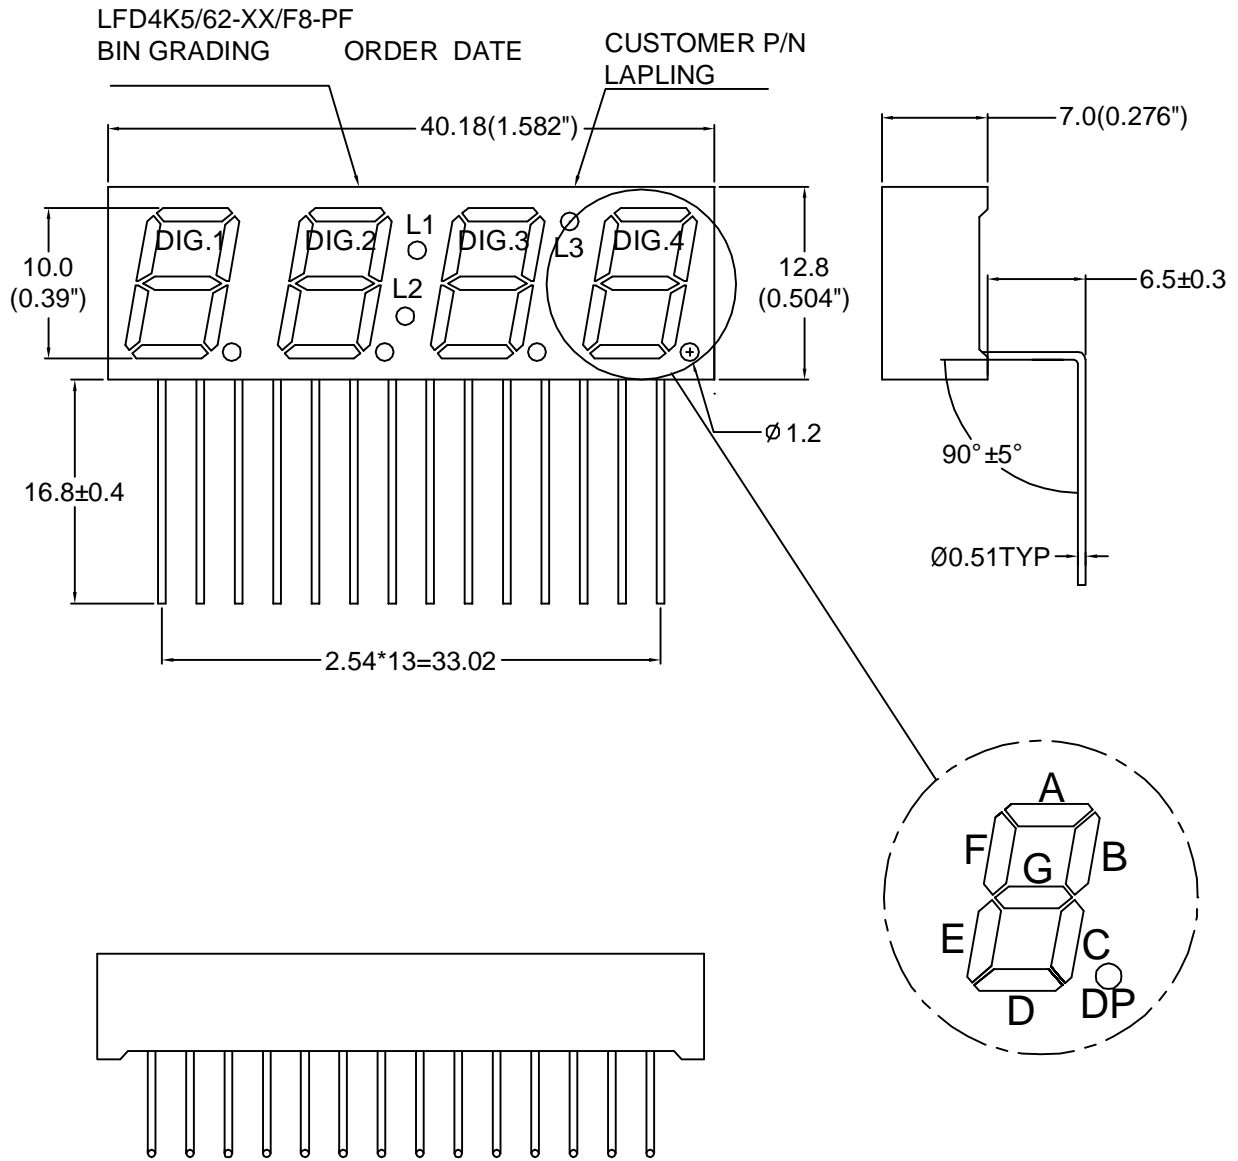 LFD4K5/62-XX/F8-PF
BIN GRADING ORDER DATE
CUSTOMER P/N
LAPLING
40.18(1.582")
7.0(0.276")
DIG.1
DIG.2
L1
DIG.3
L3
DIG.4
L2
10.0
(0.39")
12.8
(0.504")
6.5±0.3
Ø1.2
90°±5°
16.8±0.4
Ø0.51TYP
2.54*13=33.02
A
F
B
G
E
C
D
DP